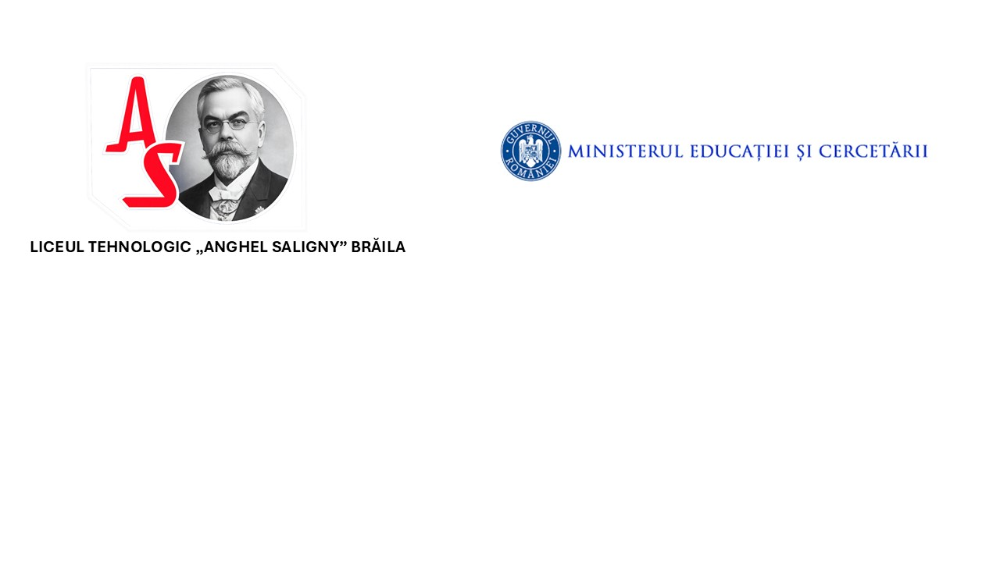 AS
GUVERNUL ROMÂNIEI
MINISTERUL EDUCAȚIEI ȘI CERCETĂRII
LICEUL TEHNOLOGIC „ANGHEL SALIGNY” BRĂILA